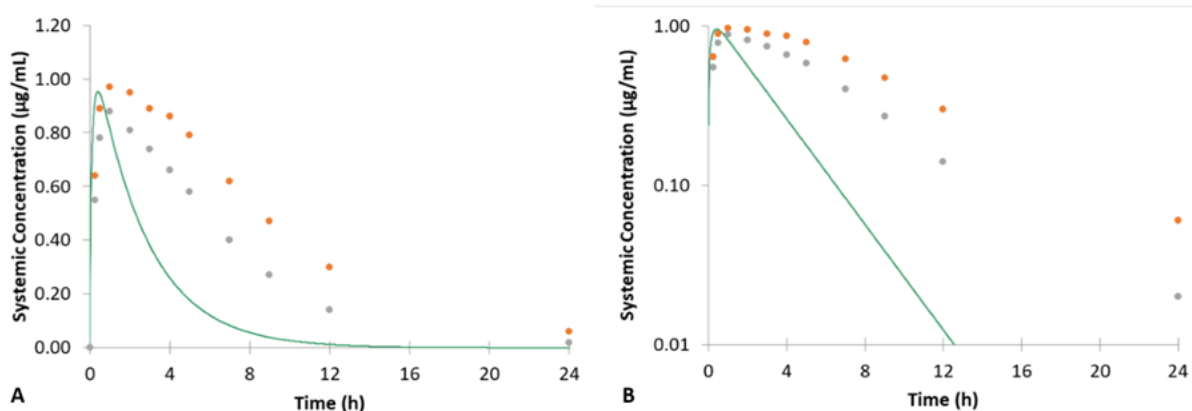 Systemic Concentration (µg/mL)
1.20
1.00
0.80
0.60
0.40
0.20
0.00
0 4 8 12 16 20 24
Time (h)
A
Systemic Concentration (µg/mL)
1.00
0.10
0.01
0 4 8 12 16 20 24
Time (h)
B